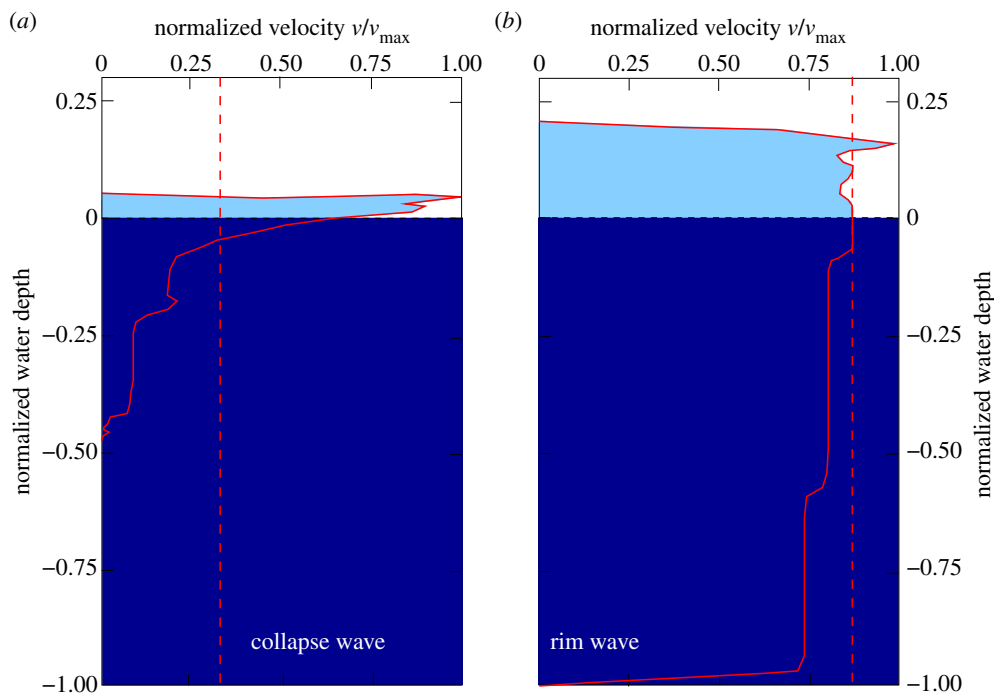 (a)
normalized velocity v/vmax
0 0.25 0.50 0.75 1.00
0.25
0
−0.25
−0.50
−0.75
−1.00
normalized water depth
collapse wave
(b)
normalized velocity v/vmax
0 0.25 0.50 0.75 1.00
0.25
0
−0.25
−0.50
−0.75
−1.00
normalized water depth
rim wave